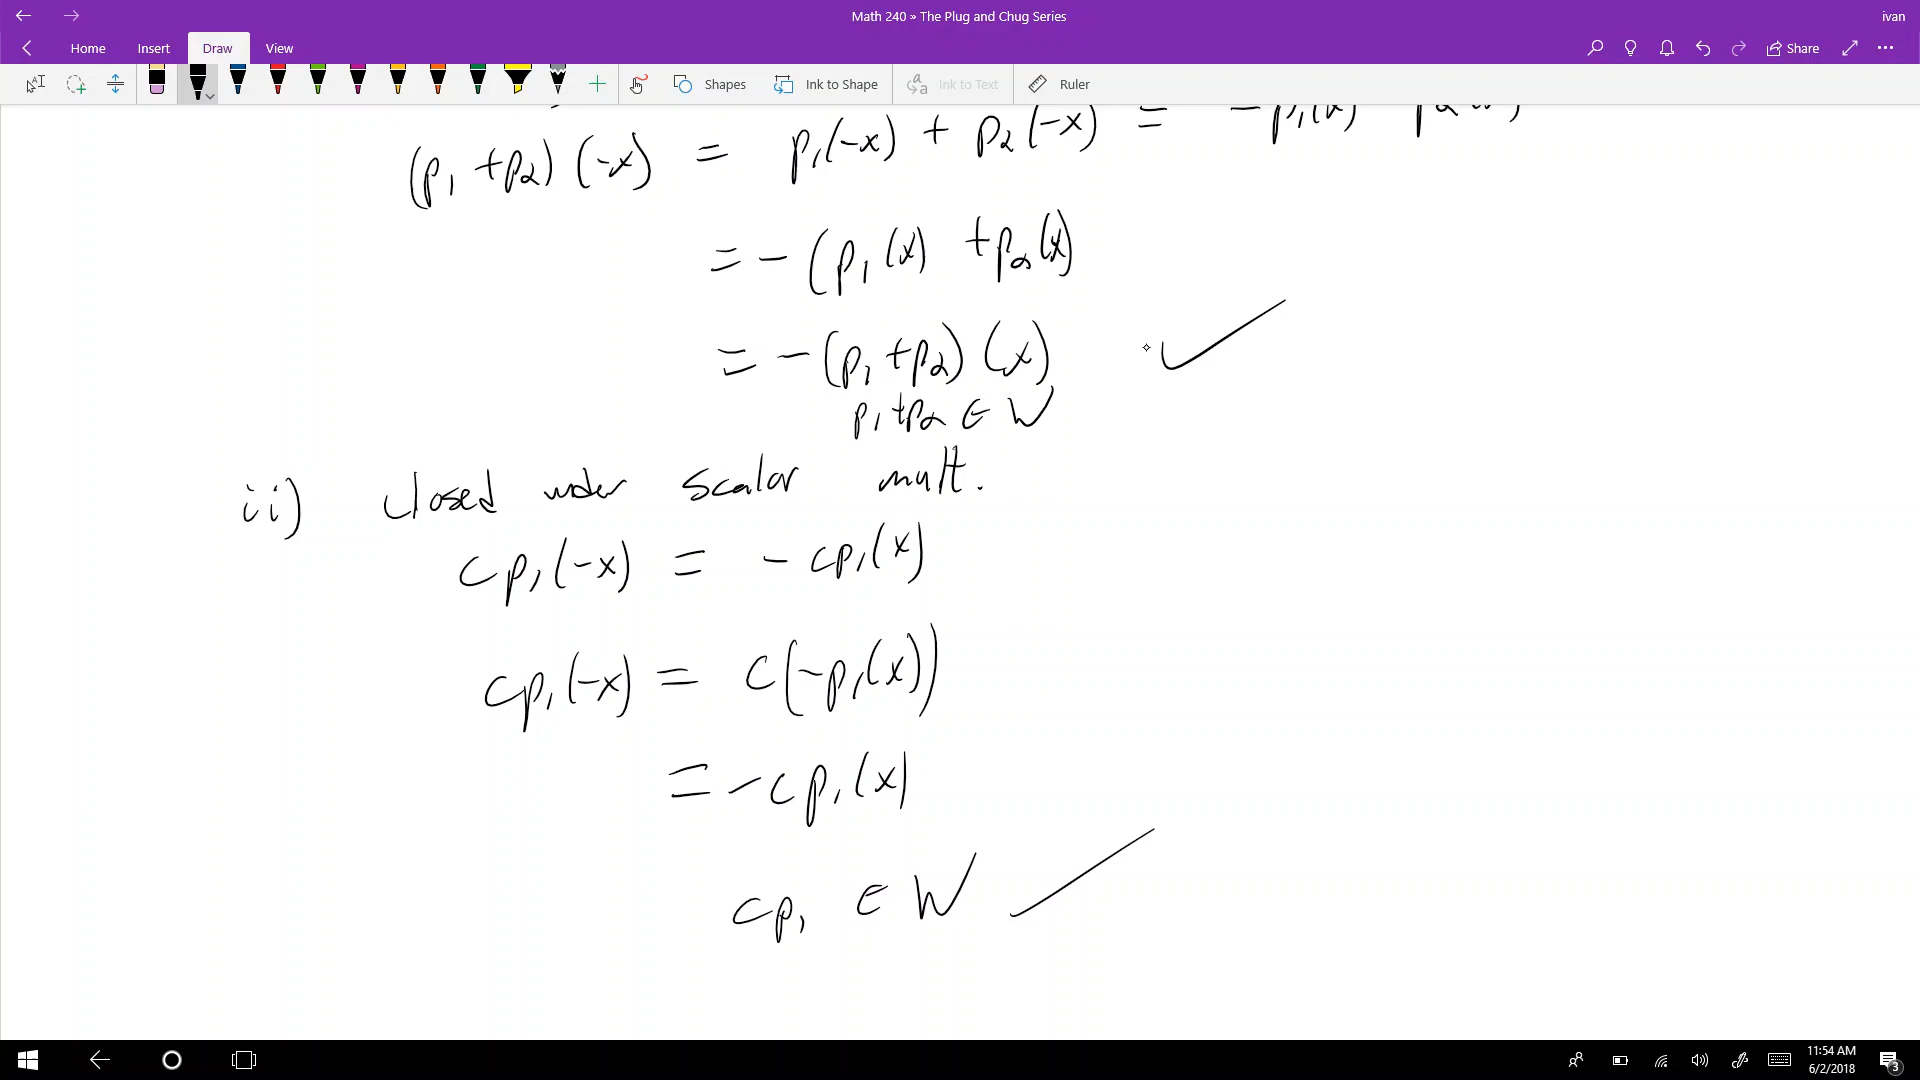 Math 240 » The Plug and Chug Series
ivan
Home Insert Draw View
Share
Shapes Ink to Shape Ink to Text Ruler
(p₁ + p₂) (-x) = p₁(-x) + p₂(-x) = - p₁(x)
= - (p₁(x) + p₂(x)
= - (p₁ + p₂) (x)
p₁ + p₂ ∈ W
ii) closed under scalar mult.
cp₁(-x) = - cp₁(x)
cp₁(-x) = c(-p₁(x))
= - cp₁(x)
cp₁ ∈ W
11:54 AM
6/2/2018
3